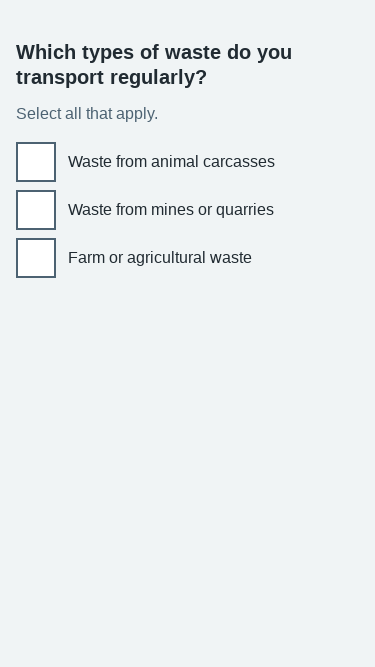 Which types of waste do you
transport regularly?
Select all that apply.
Waste from animal carcasses
Waste from mines or quarries
Farm or agricultural waste